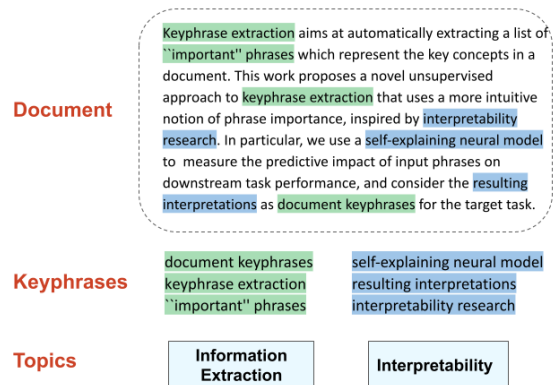 Keyphrase extraction aims at automatically extracting a list of
``important'' phrases which represent the key concepts in a
document. This work proposes a novel unsupervised
approach to keyphrase extraction that uses a more intuitive
notion of phrase importance, inspired by interpretability
Document
research. In particular, we use a self-explaining neural model
to measure the predictive impact of input phrases on
downstream task performance, and consider the resulting
interpretations as document keyphrases for the target task.
document keyphrases self-explaining neural model
Keyphrases keyphrase extraction resulting interpretations
``important'' phrases interpretability research
Topics Information Extraction Interpretability